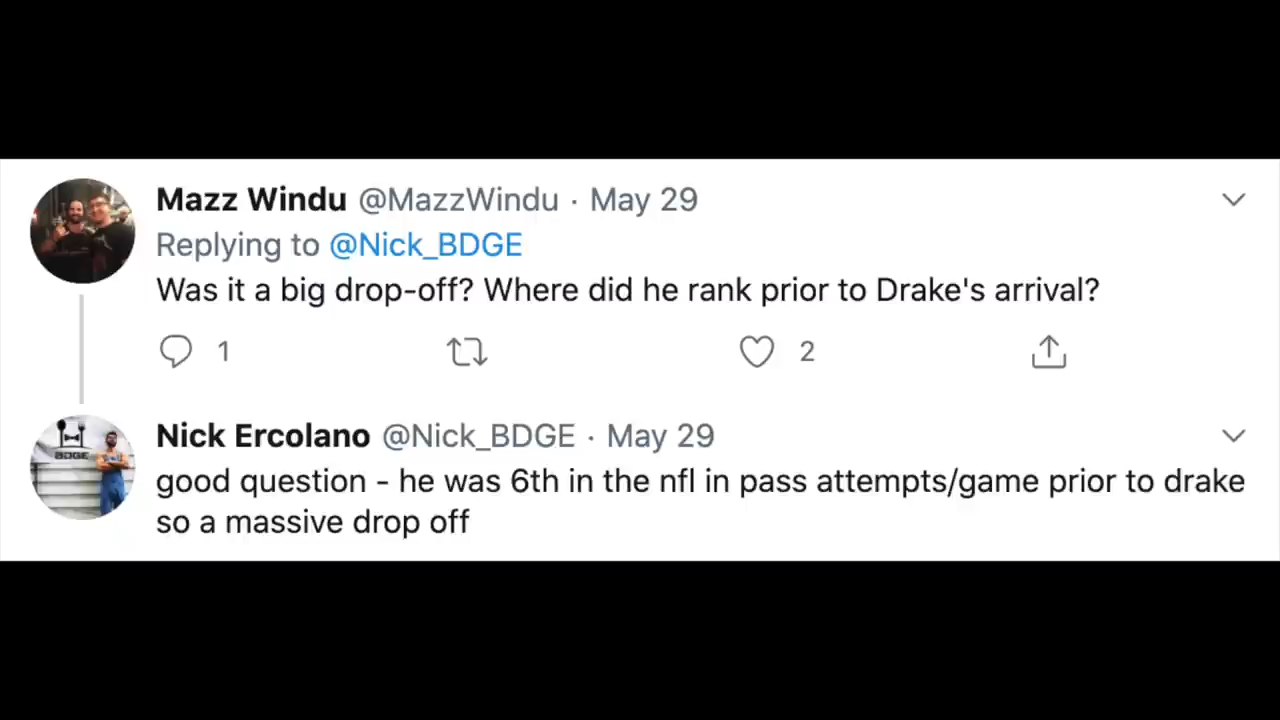 Mazz Windu @MazzWindu · May 29
Replying to @Nick_BDGE
Was it a big drop-off? Where did he rank prior to Drake's arrival?
1 2
BDGE
Nick Ercolano @Nick_BDGE · May 29
good question - he was 6th in the nfl in pass attempts/game prior to drake
so a massive drop off